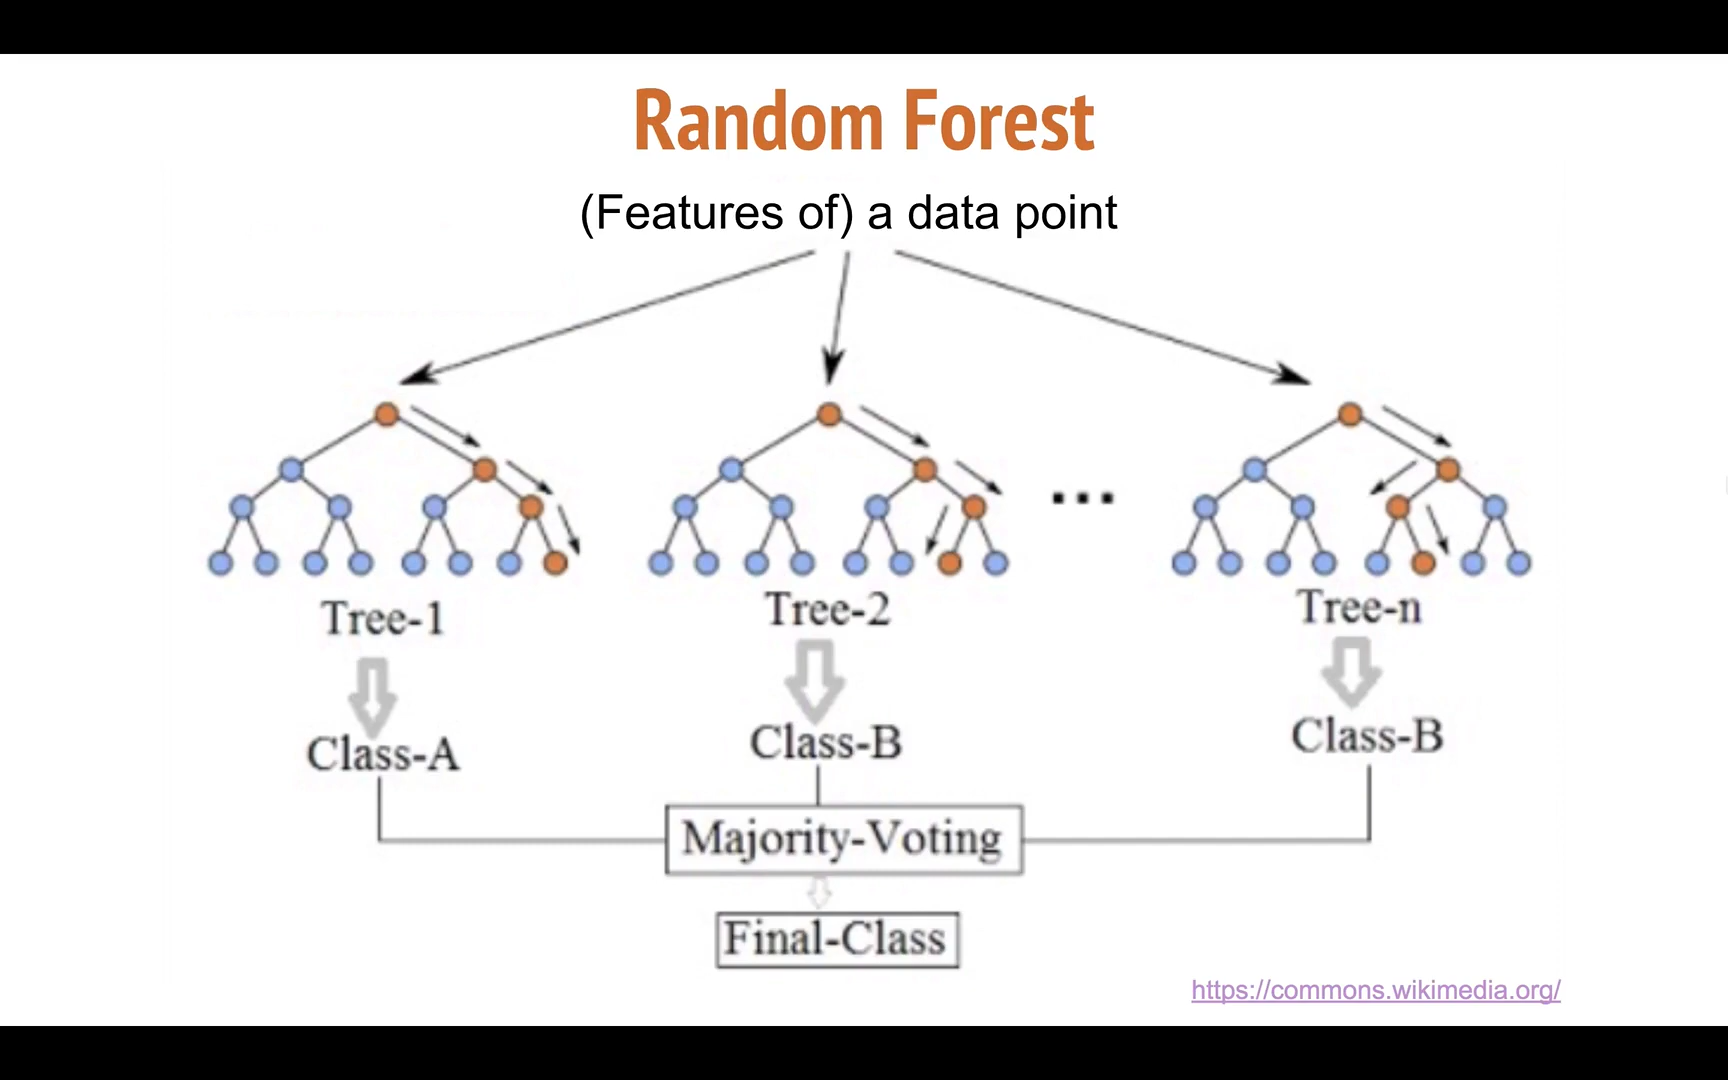 Random Forest
(Features of) a data point
...
Tree-1
Tree-2
Tree-n
Class-A
Class-B
Class-B
Majority-Voting
Final-Class
https://commons.wikimedia.org/